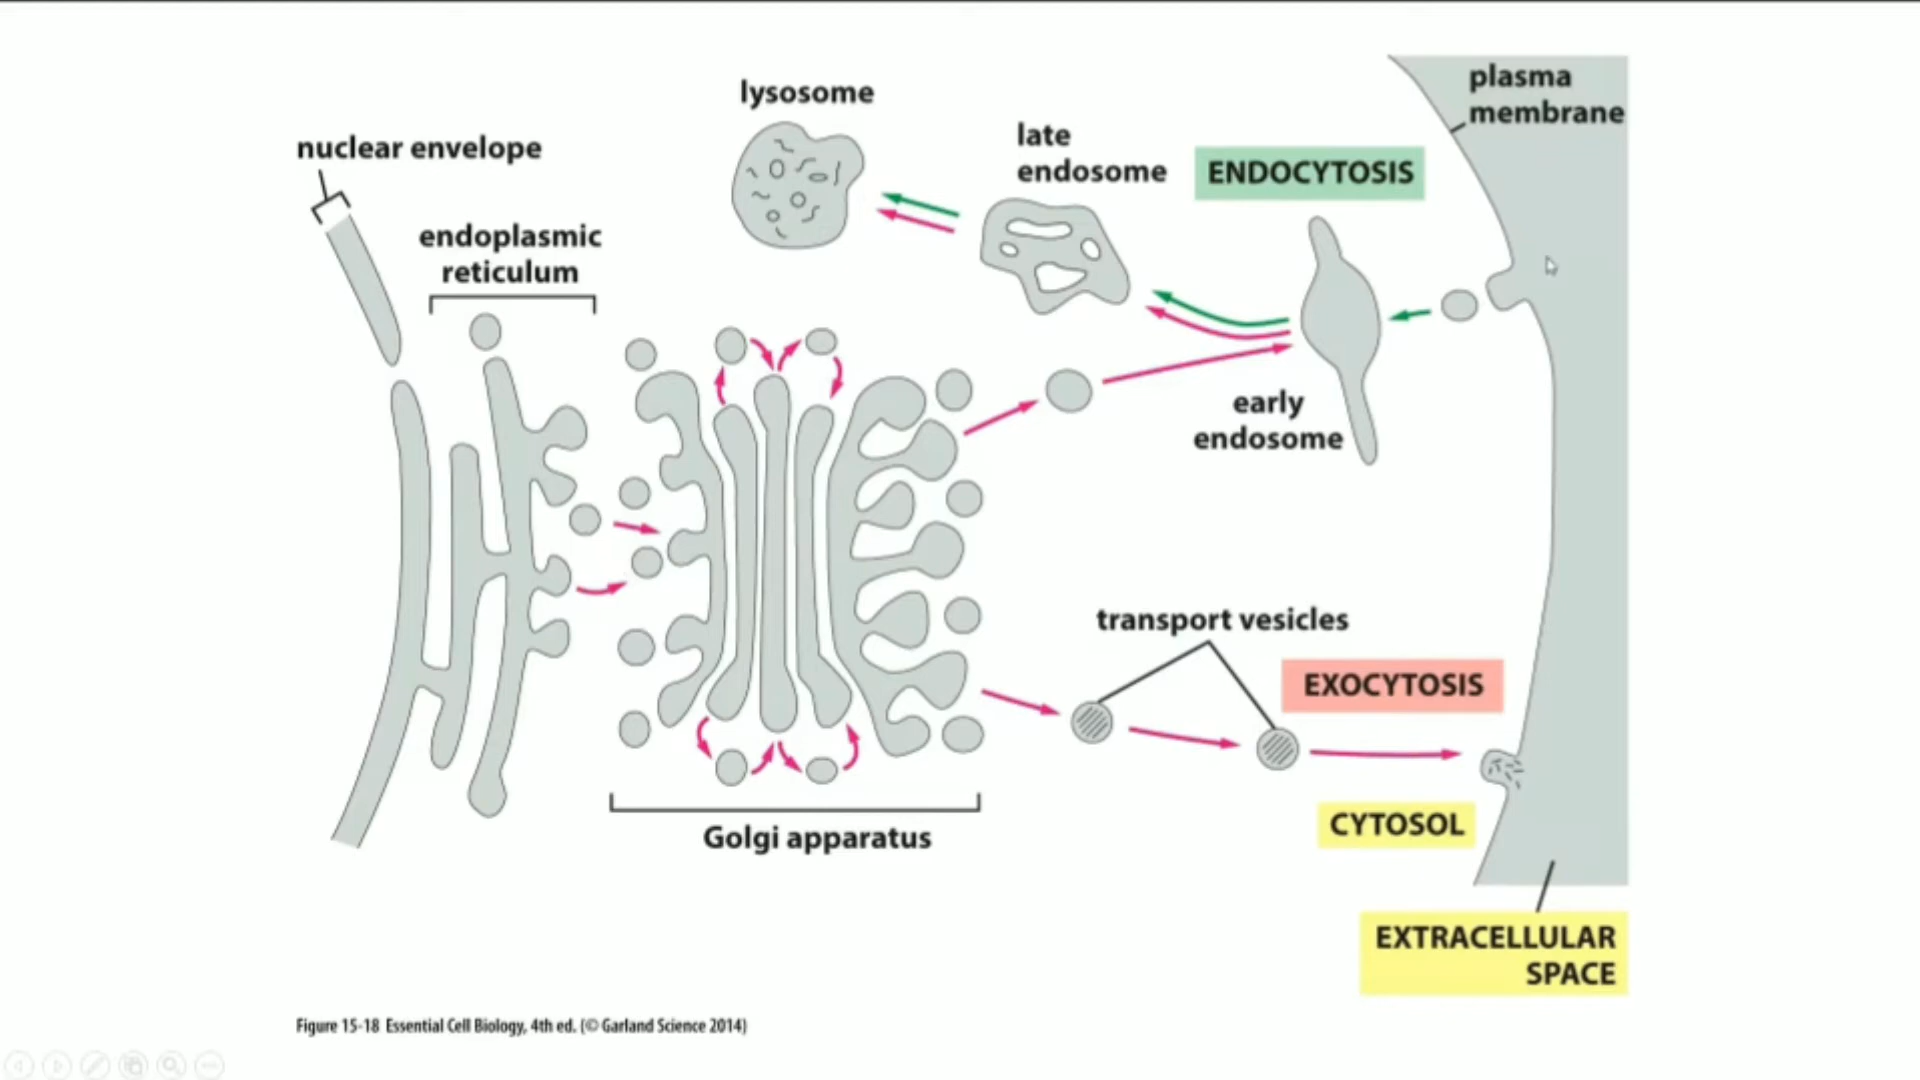 lysosome
plasma
membrane
late
endosome
nuclear envelope
ENDOCYTOSIS
endoplasmic
reticulum
early
endosome
transport vesicles
EXOCYTOSIS
CYTOSOL
Golgi apparatus
EXTRACELLULAR
SPACE
Figure 15-18 Essential Cell Biology, 4th ed. (© Garland Science 2014)